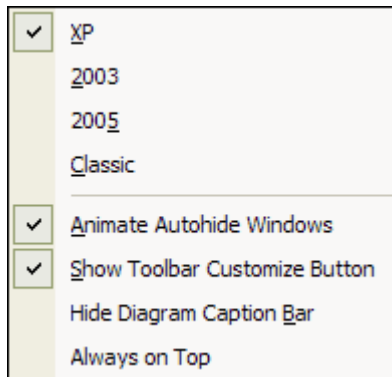 XP
2003
2005
Classic
Animate Autohide Windows
Show Toolbar Customize Button
Hide Diagram Caption Bar
Always on Top